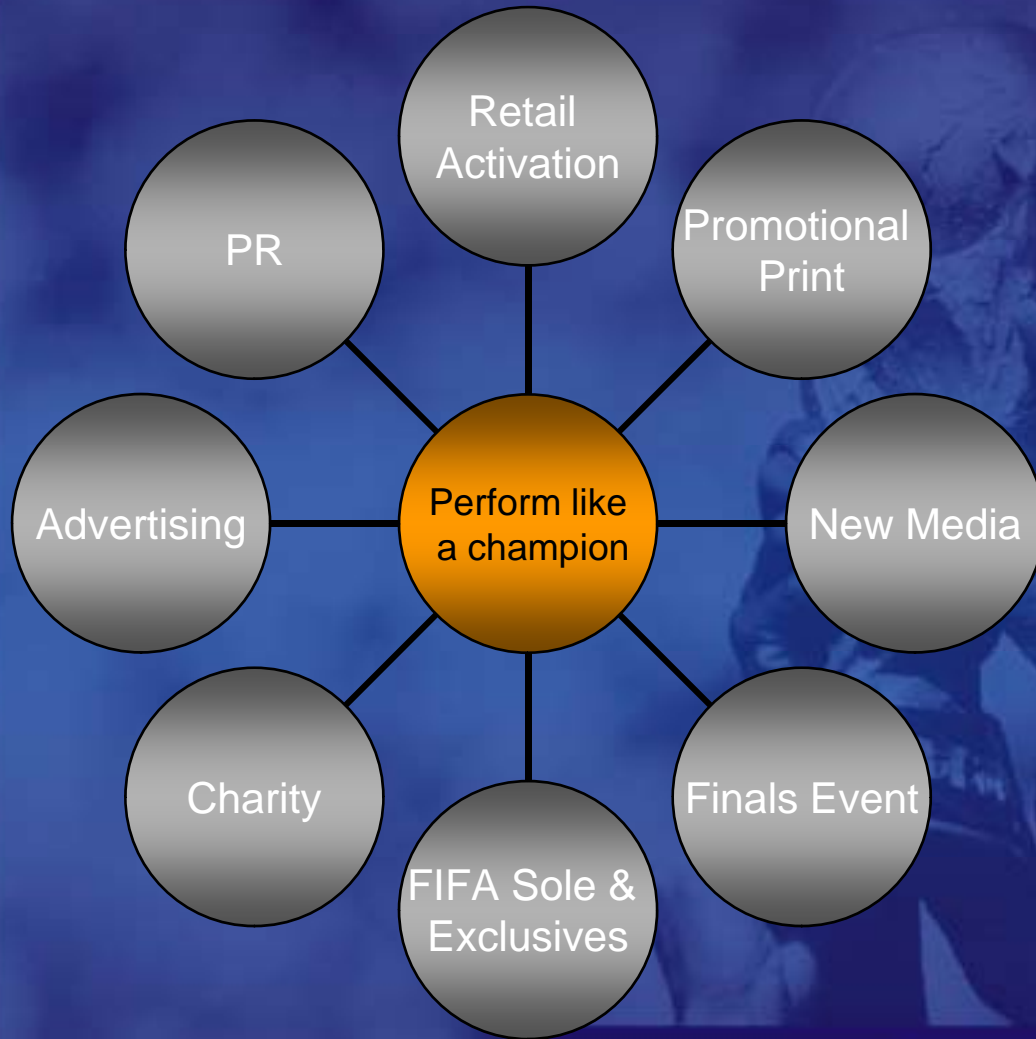 Retail
Activation
PR
Promotional
Print
Advertising
Perform like
a champion
New Media
Charity
Finals Event
FIFA Sole &
Exclusives